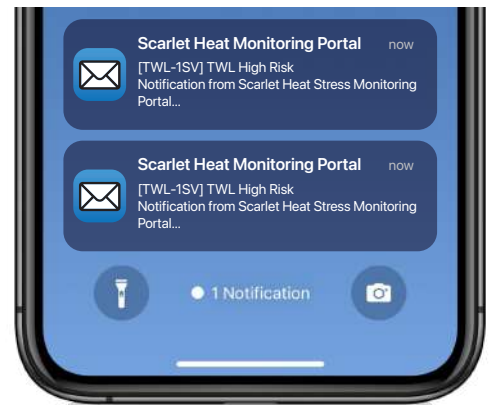 Scarlet Heat Monitoring Portal now
[TWL-1SV] TWL High Risk
Notification from Scarlet Heat Stress Monitoring
Portal...
Scarlet Heat Monitoring Portal now
[TWL-1SV] TWL High Risk
Notification from Scarlet Heat Stress Monitoring
Portal...
1 Notification